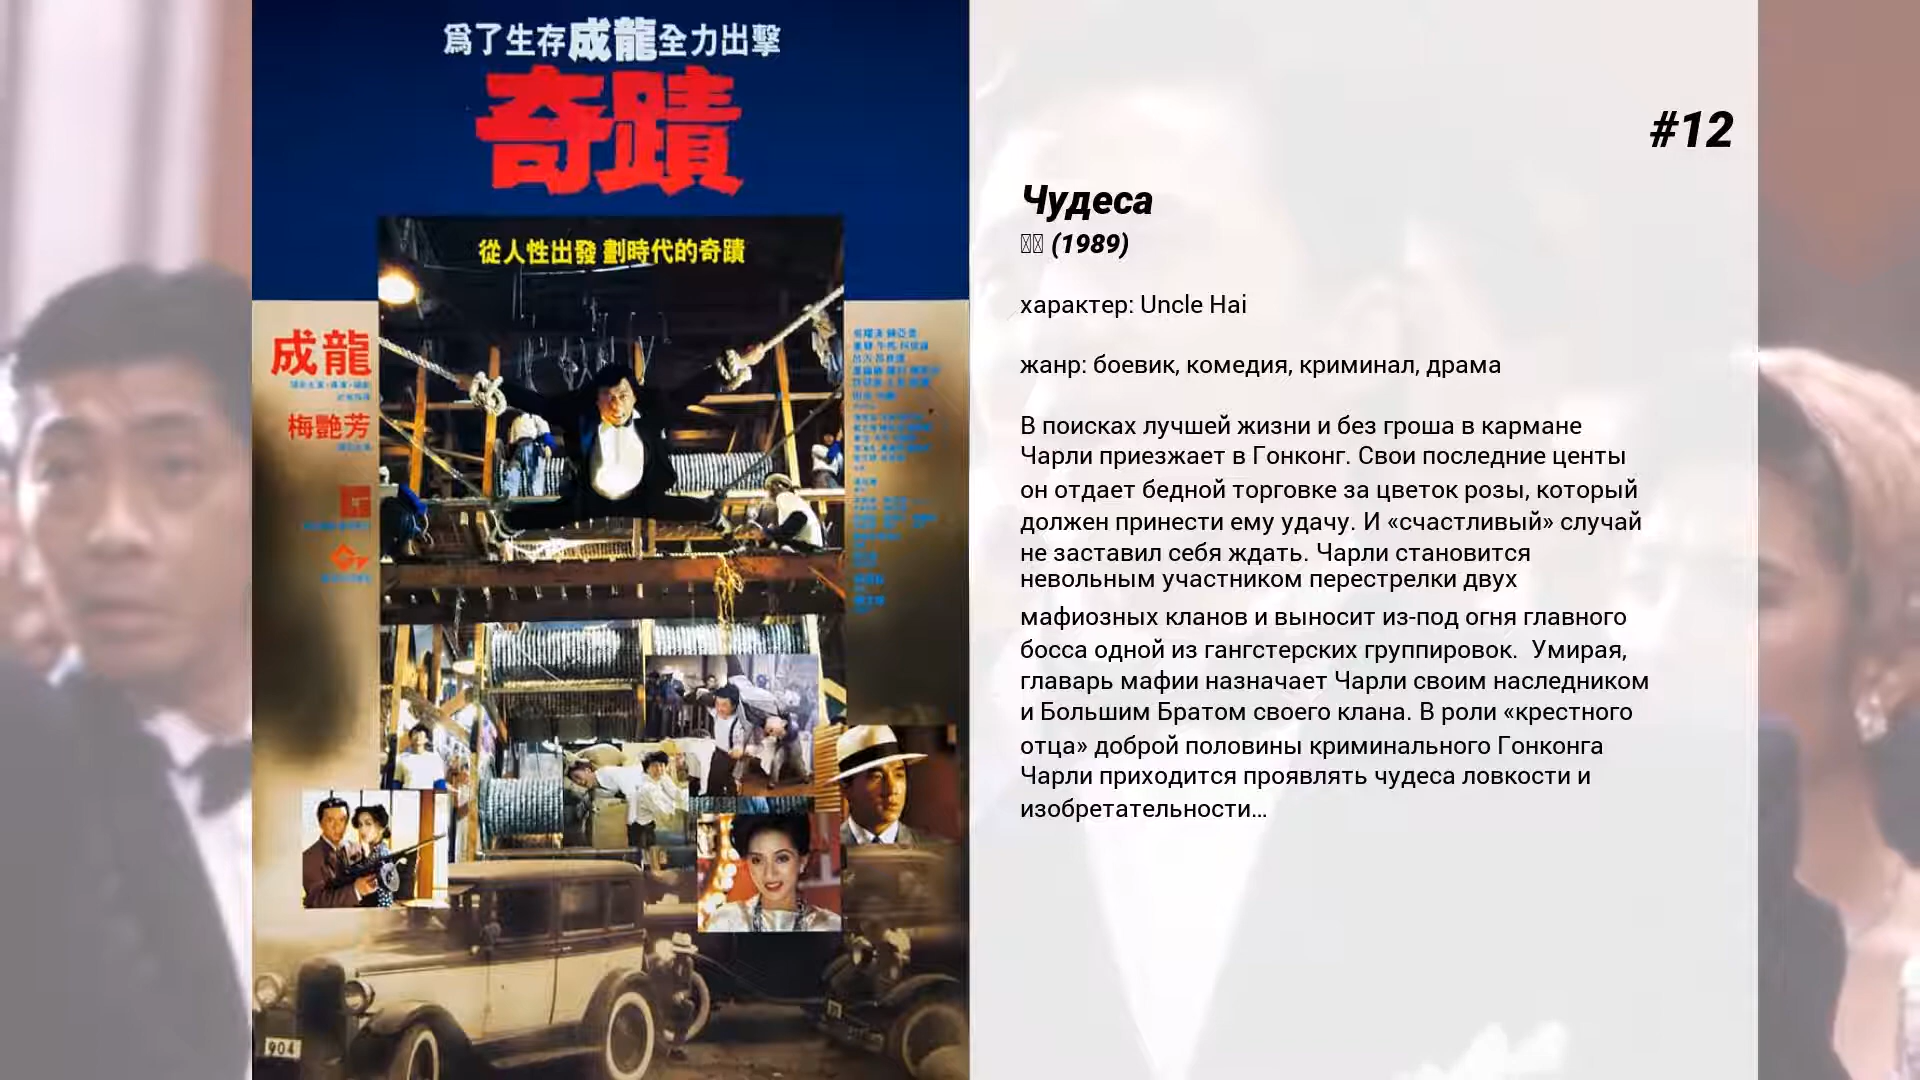 爲了生存成龍全力出擊
奇蹟
從人性出發 劃時代的奇蹟
成龍
梅艷芳
904
#12
Чудеса
(1989)
характер: Uncle Hai
жанр: боевик, комедия, криминал, драма
В поисках лучшей жизни и без гроша в кармане
Чарли приезжает в Гонконг. Свои последние центы
он отдает бедной торговке за цветок розы, который
должен принести ему удачу. И «счастливый» случай
не заставил себя ждать. Чарли становится
невольным участником перестрелки двух
мафиозных кланов и выносит из-под огня главного
босса одной из гангстерских группировок. Умирая,
главарь мафии назначает Чарли своим наследником
и Большим Братом своего клана. В роли «крестного
отца» доброй половины криминального Гонконга
Чарли приходится проявлять чудеса ловкости и
изобретательности…